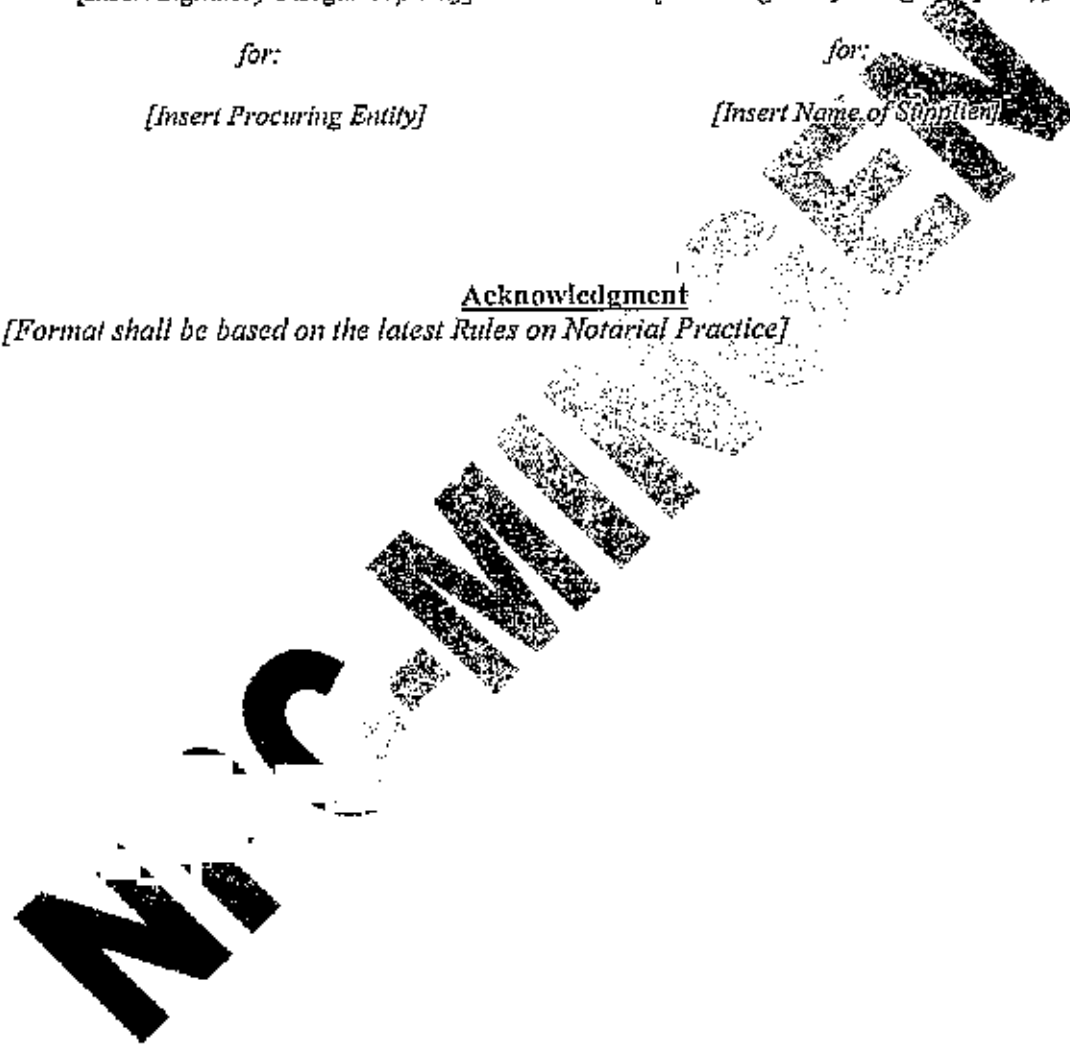 for: for:
[Insert Procuring Entity] [Insert Name of Supplier]
Acknowledgment
[Format shall be based on the latest Rules on Notarial Practice]